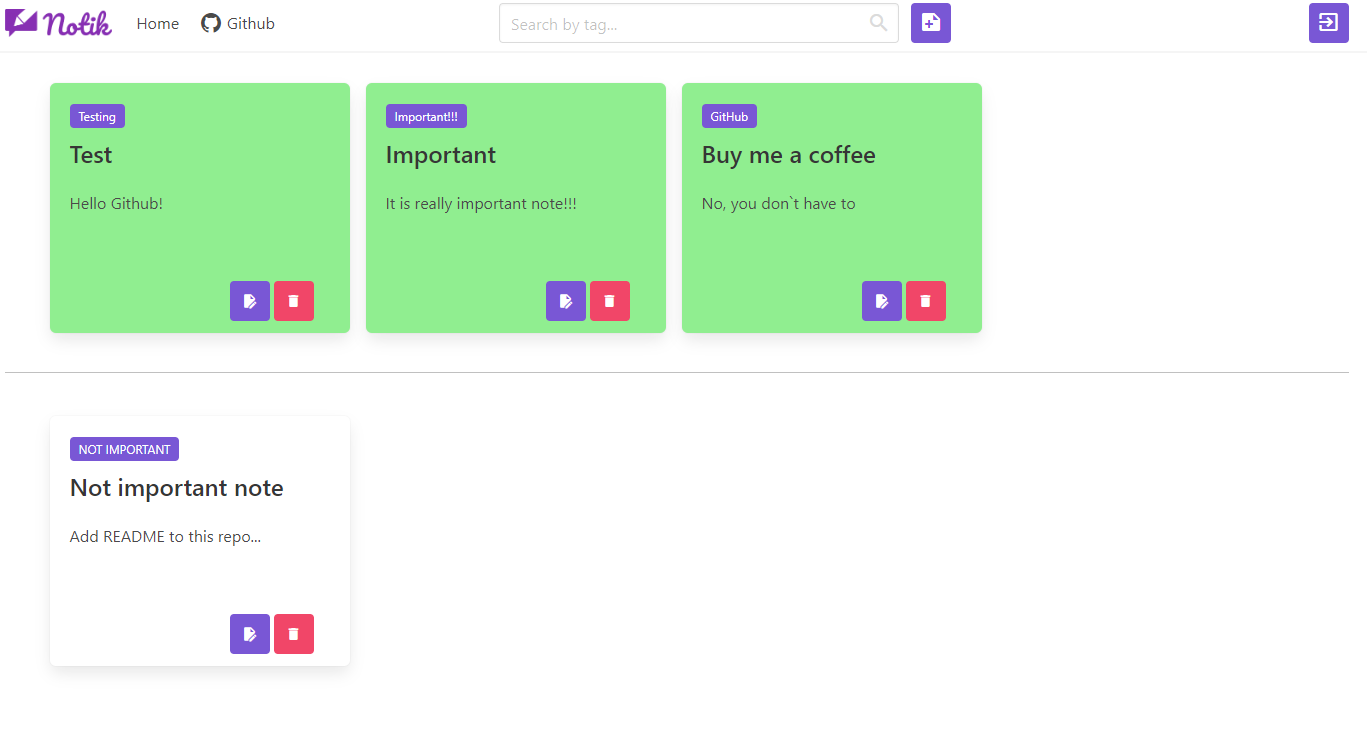 Notik Home Github Search by tag...
Testing
Test
Hello Github!
Important!!!
Important
It is really important note!!!
GitHub
Buy me a coffee
No, you don`t have to
NOT IMPORTANT
Not important note
Add README to this repo...